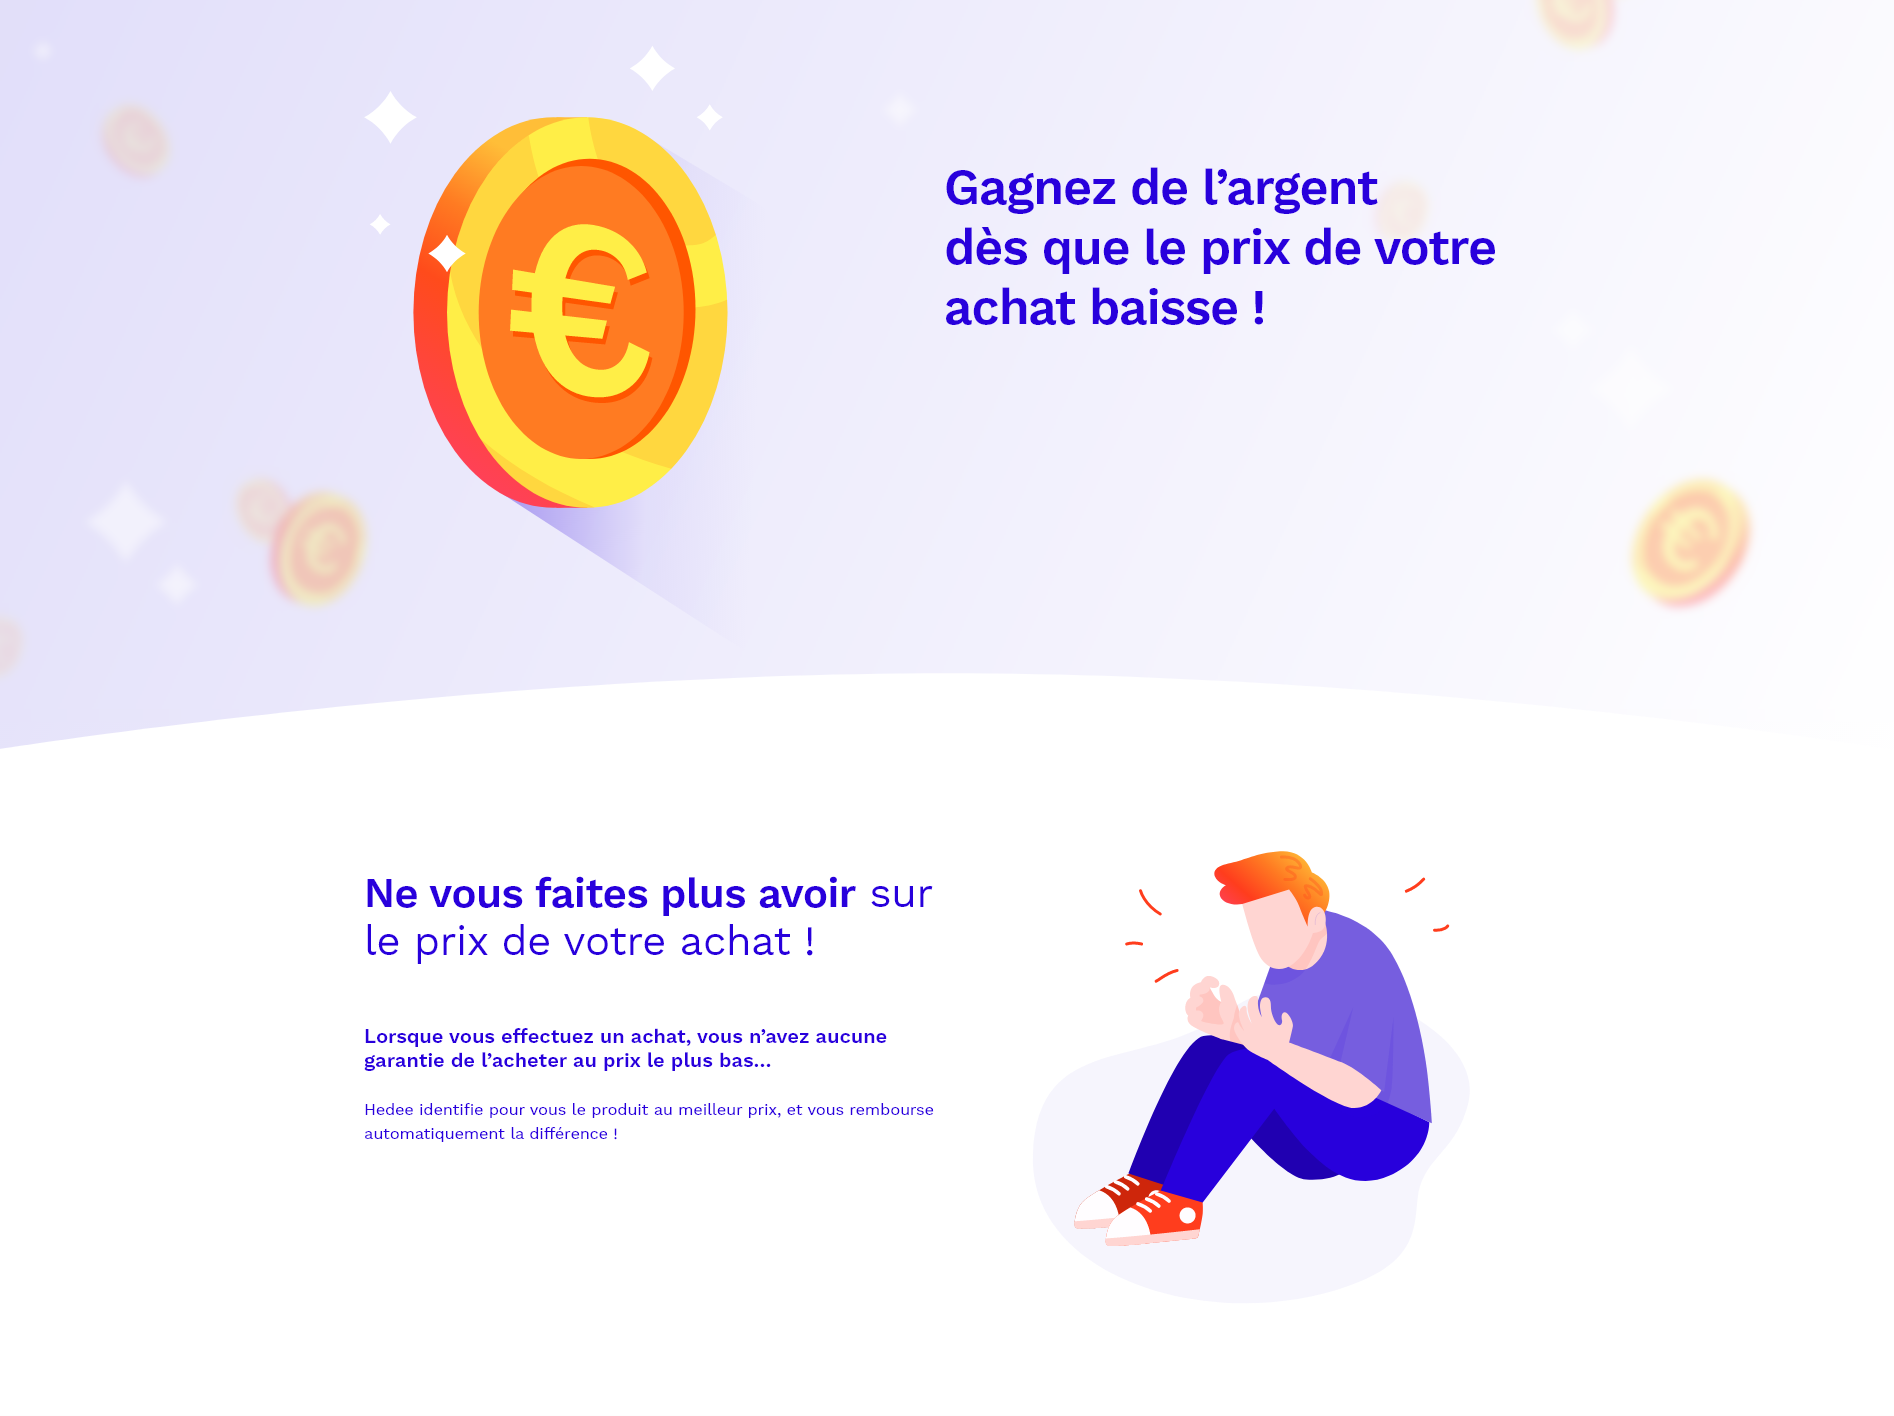 €
Gagnez de l’argent
dès que le prix de votre
achat baisse !
Ne vous faites plus avoir sur
le prix de votre achat !
Lorsque vous effectuez un achat, vous n’avez aucune
garantie de l’acheter au prix le plus bas...
Hedee identifie pour vous le produit au meilleur prix, et vous rembourse
automatiquement la différence !